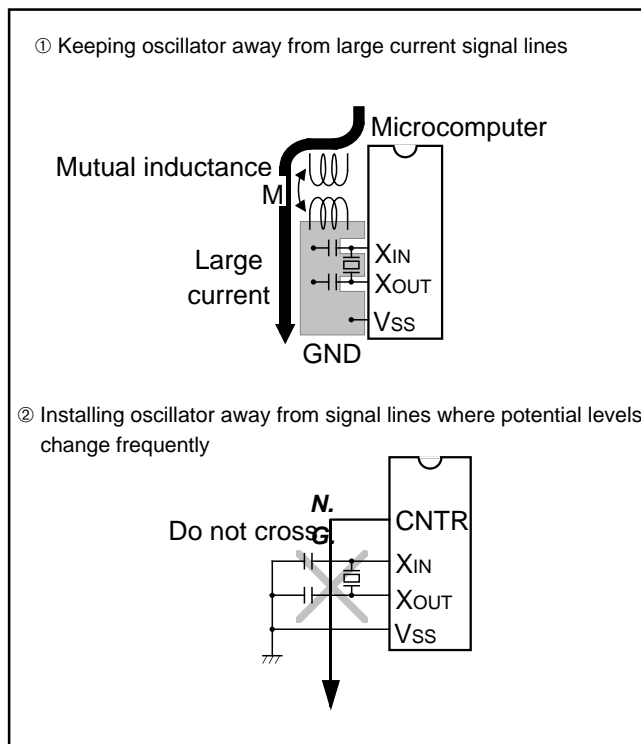 ① Keeping oscillator away from large current signal lines
Microcomputer
Mutual inductance
M
Large
current
XIN
XOUT
VSS
GND
② Installing oscillator away from signal lines where potential levels
change frequently
N.
G.
Do not cross
CNTR
XIN
XOUT
VSS